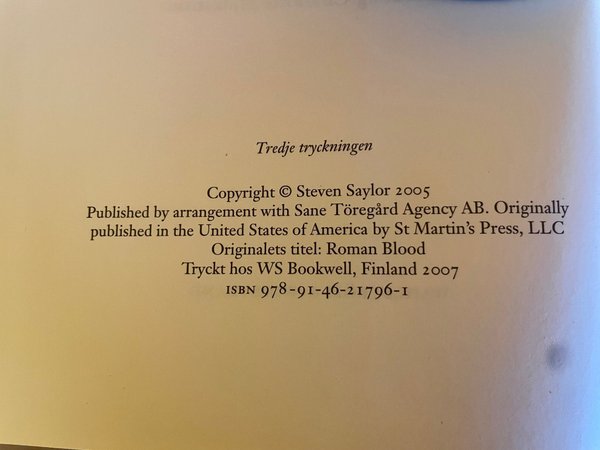 Tredje tryckningen
Copyright © Steven Saylor 2005
Published by arrangement with Sane Töregård Agency AB. Originally
published in the United States of America by St Martin's Press, LLC
Originalets titel: Roman Blood
Tryckt hos WS Bookwell, Finland 2007
ISBN 978-91-46-21796-1